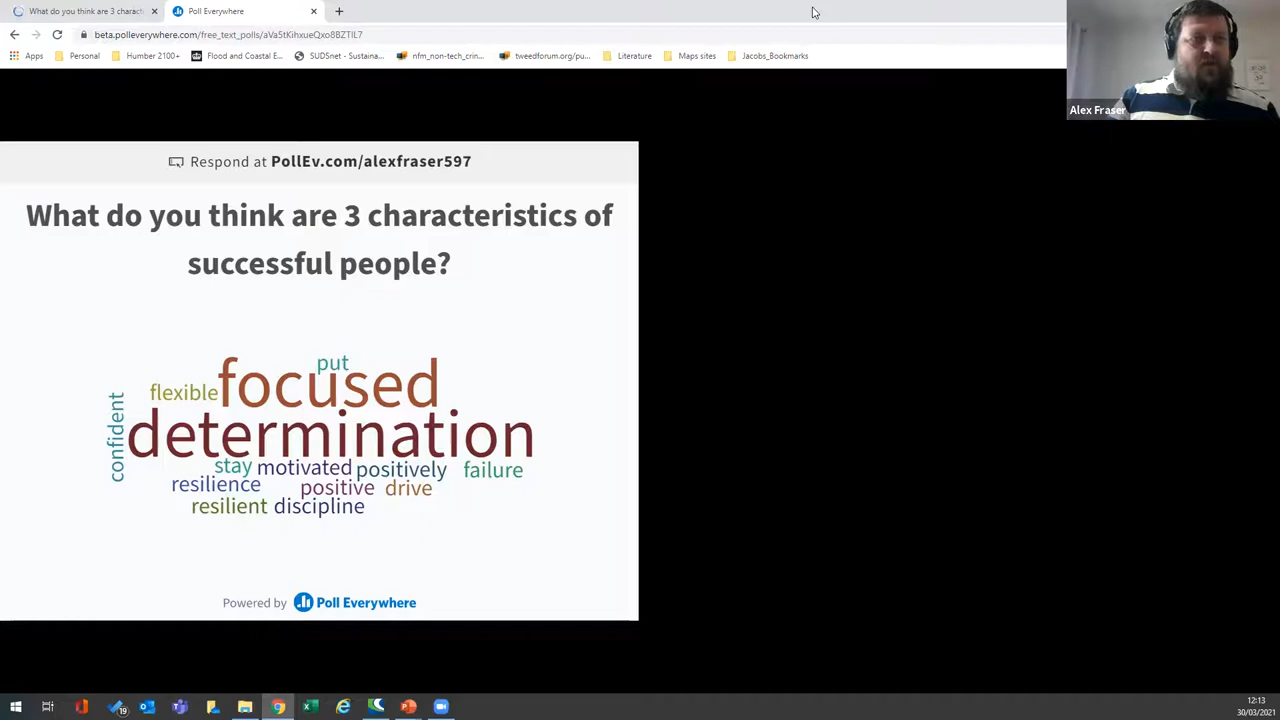 What do you think are 3 charact
Poll Everywhere
beta.polleverywhere.com/free_text_polls/aVa5tKihxueQxo8BZTlL7
Apps Personal Humber 2100+ Flood and Coastal E... SUDSnet - Sustaina... nfm_non-tech_crin... tweedforum.org/pu... Literature Maps sites Jacobs_Bookmarks
Alex Fraser
Respond at PollEv.com/alexfraser597
What do you think are 3 characteristics of
successful people?
put
flexible focused
confident
determination
stay motivated positively failure
resilience positive drive
resilient discipline
Powered by Poll Everywhere
19
12:13
30/03/2021